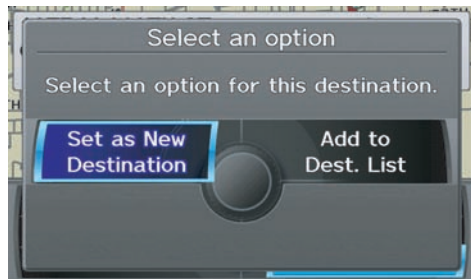 Select an option
Select an option for this destination.
Set as New
Destination
Add to
Dest. List